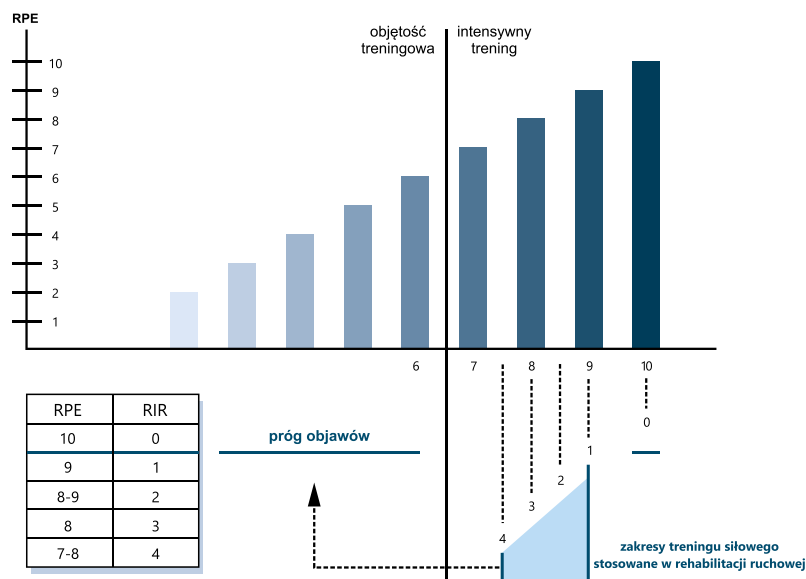 RPE
objętość
treningowa
intensywny
trening
10
9
8
7
6
5
4
3
2
1
6 7 8 9 10
RPE RIR
10 0
9 1
8-9 2
8 3
7-8 4
próg objawów
0
1
2
3
4
zakresy treningu siłowego
stosowane w rehabilitacji ruchowej